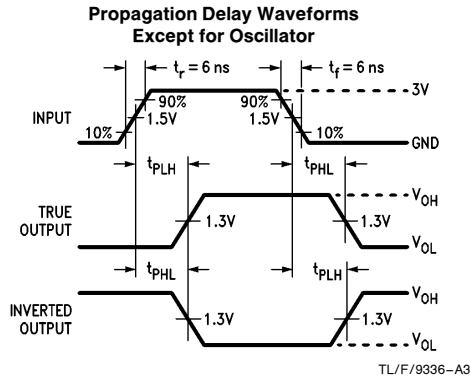 Propagation Delay Waveforms
Except for Oscillator
tr = 6 ns
tf = 6 ns
3V
90%
90%
INPUT
1.5V
1.5V
10%
10%
GND
tPLH
tPHL
VOH
TRUE
OUTPUT
1.3V
1.3V
VOL
tPHL
tPLH
VOH
INVERTED
OUTPUT
1.3V
1.3V
VOL
TL/F/9336–A3